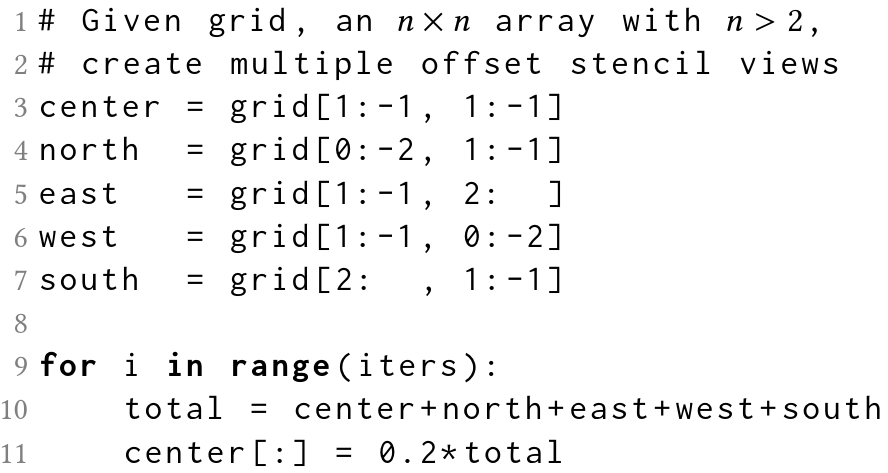 1 # Given grid, an n × n array with n > 2,
2 # create multiple offset stencil views
3 center = grid[1:-1, 1:-1]
4 north  = grid[0:-2, 1:-1]
5 east   = grid[1:-1, 2:  ]
6 west   = grid[1:-1, 0:-2]
7 south  = grid[2:  , 1:-1]
8
9 for i in range(iters):
10     total = center+north+east+west+south
11     center[:] = 0.2*total